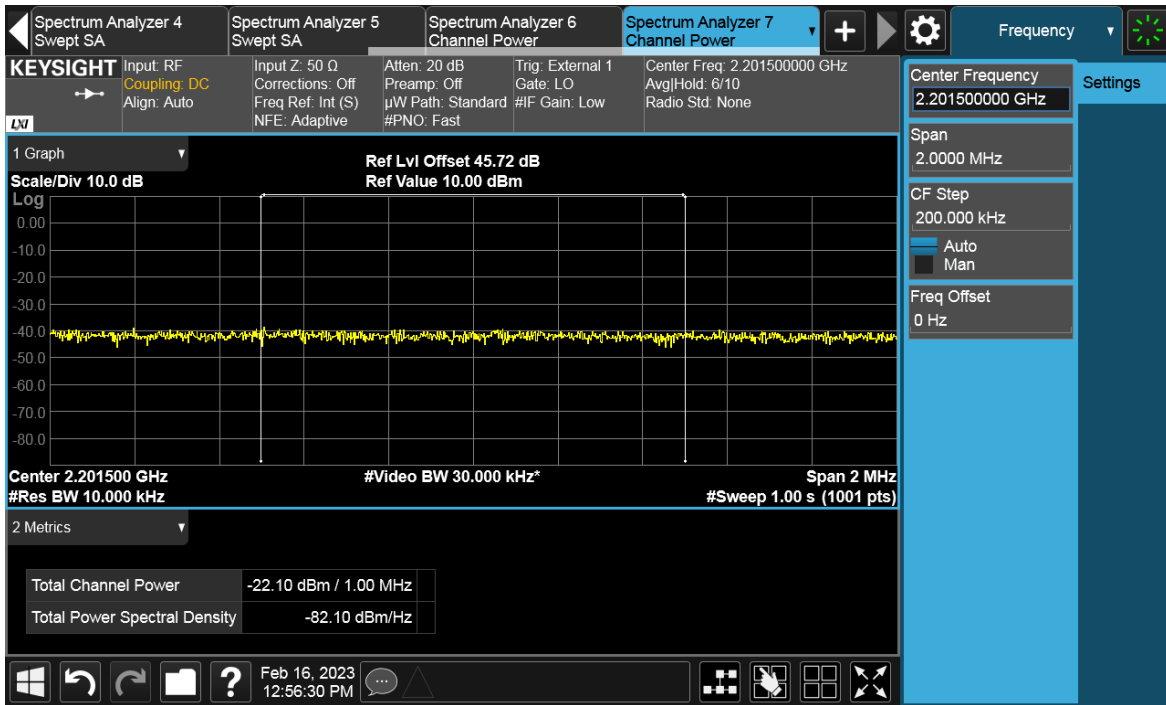 Spectrum Analyzer 4
Swept SA
Spectrum Analyzer 5
Swept SA
Spectrum Analyzer 6
Channel Power
Spectrum Analyzer 7
Channel Power
Frequency
KEYSIGHT
LXI
Input: RF
Coupling: DC
Align: Auto
Input Z: 50 Ω
Corrections: Off
Freq Ref: Int (S)
NFE: Adaptive
Atten: 20 dB
Preamp: Off
µW Path: Standard
#PNO: Fast
Trig: External 1
Gate: LO
#IF Gain: Low
Center Freq: 2.201500000 GHz
Avg|Hold: 6/10
Radio Std: None
Center Frequency
2.201500000 GHz
Settings
Span
2.0000 MHz
CF Step
200.000 kHz
Auto
Man
Freq Offset
0 Hz
1 Graph
Scale/Div 10.0 dB
Ref Lvl Offset 45.72 dB
Ref Value 10.00 dBm
Log
0.00
-10.0
-20.0
-30.0
-40.0
-50.0
-60.0
-70.0
-80.0
Center 2.201500 GHz
#Video BW 30.000 kHz*
Span 2 MHz
#Res BW 10.000 kHz
#Sweep 1.00 s (1001 pts)
2 Metrics
Total Channel Power -22.10 dBm / 1.00 MHz
Total Power Spectral Density -82.10 dBm/Hz
?
Feb 16, 2023
12:56:30 PM